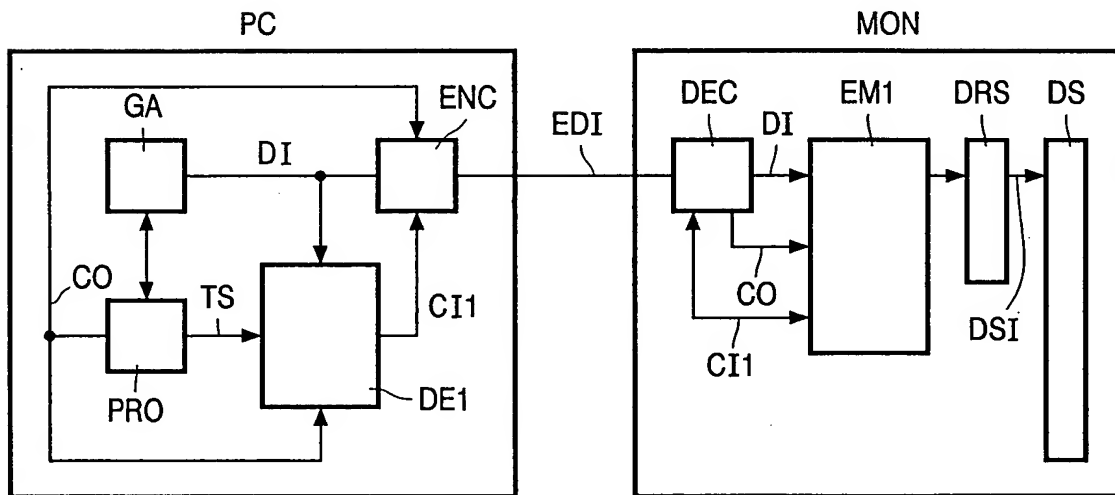 PC
MON
GA
ENC
DI
CO
TS
CI1
PRO
DE1
EDI
DEC
DI
EM1
DRS
DS
CO
CI1
DSI